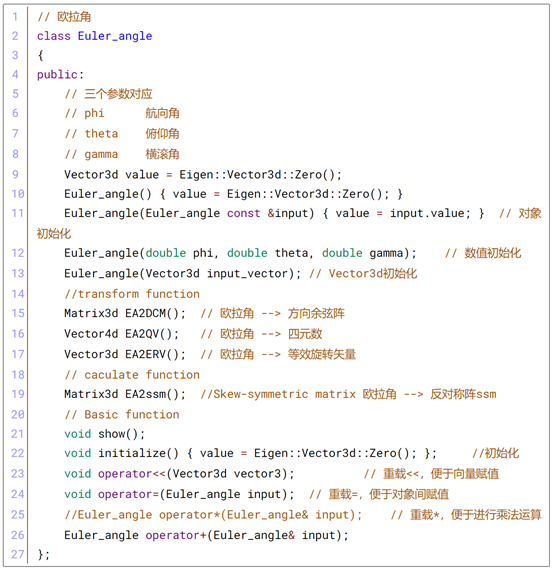 1 // 欧拉角
2 class Euler_angle
3 {
4 public:
5 // 三个参数对应
6 // phi 航向角
7 // theta 俯仰角
8 // gamma 横滚角
9 Vector3d value = Eigen::Vector3d::Zero();
10 Euler_angle() { value = Eigen::Vector3d::Zero(); }
11 Euler_angle(Euler_angle const &input) { value = input.value; } // 对象
初始化
12 Euler_angle(double phi, double theta, double gamma); // 数值初始化
13 Euler_angle(Vector3d input_vector); // Vector3d初始化
14 //transform function
15 Matrix3d EA2DCM(); // 欧拉角 --> 方向余弦阵
16 Vector4d EA2QV(); // 欧拉角 --> 四元数
17 Vector3d EA2ERV(); // 欧拉角 --> 等效旋转矢量
18 // caculate function
19 Matrix3d EA2ssm(); //Skew-symmetric matrix 欧拉角 --> 反对称阵ssm
20 // Basic function
21 void show();
22 void initialize() { value = Eigen::Vector3d::Zero(); }; //初始化
23 void operator<<(Vector3d vector3); // 重载<<，便于向量赋值
24 void operator=(Euler_angle input); // 重载=，便于对象间赋值
25 //Euler_angle operator*(Euler_angle& input); // 重载*，便于进行乘法运算
26 Euler_angle operator+(Euler_angle& input);
27 };